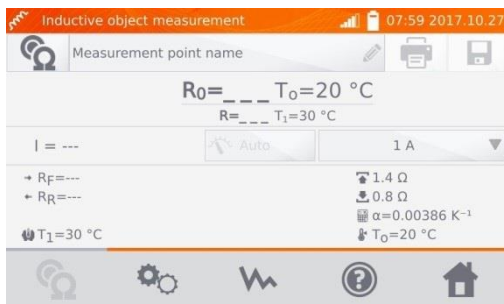 Inductive object measurement 07:59 2017.10.27
Measurement point name
R₀=_ _ _ T₀=20 °C
R=_ _ _ T₁=30 °C
I = --- Auto 1 A
→ RF=--- 1.4 Ω
← RR=--- 0.8 Ω
α=0.00386 K⁻¹
T₁=30 °C T₀=20 °C